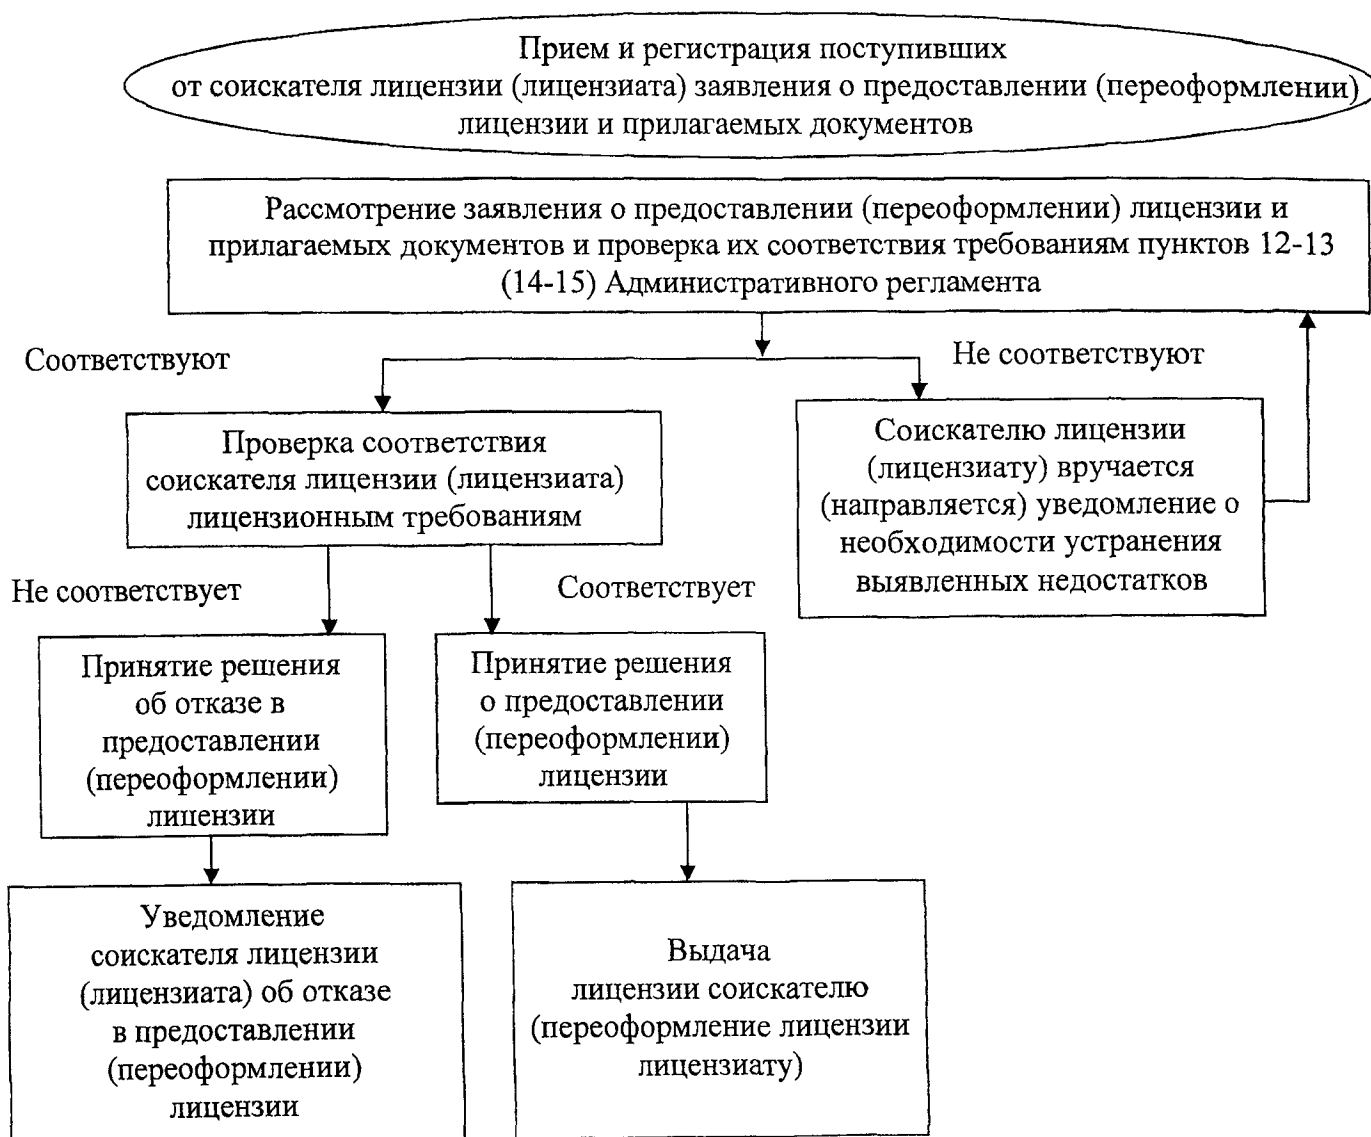 Прием и регистрация поступивших
от соискателя лицензии (лицензиата) заявления о предоставлении (переоформлении)
лицензии и прилагаемых документов
Рассмотрение заявления о предоставлении (переоформлении) лицензии и
прилагаемых документов и проверка их соответствия требованиям пунктов 12-13
(14-15) Административного регламента
Соответствуют
Не соответствуют
Проверка соответствия
соискателя лицензии (лицензиата)
лицензионным требованиям
Соискателю лицензии
(лицензиату) вручается
(направляется) уведомление о
необходимости устранения
выявленных недостатков
Не соответствует
Соответствует
Принятие решения
об отказе в
предоставлении
(переоформлении)
лицензии
Принятие решения
о предоставлении
(переоформлении)
лицензии
Уведомление
соискателя лицензии
(лицензиата) об отказе
в предоставлении
(переоформлении)
лицензии
Выдача
лицензии соискателю
(переоформление лицензии
лицензиату)